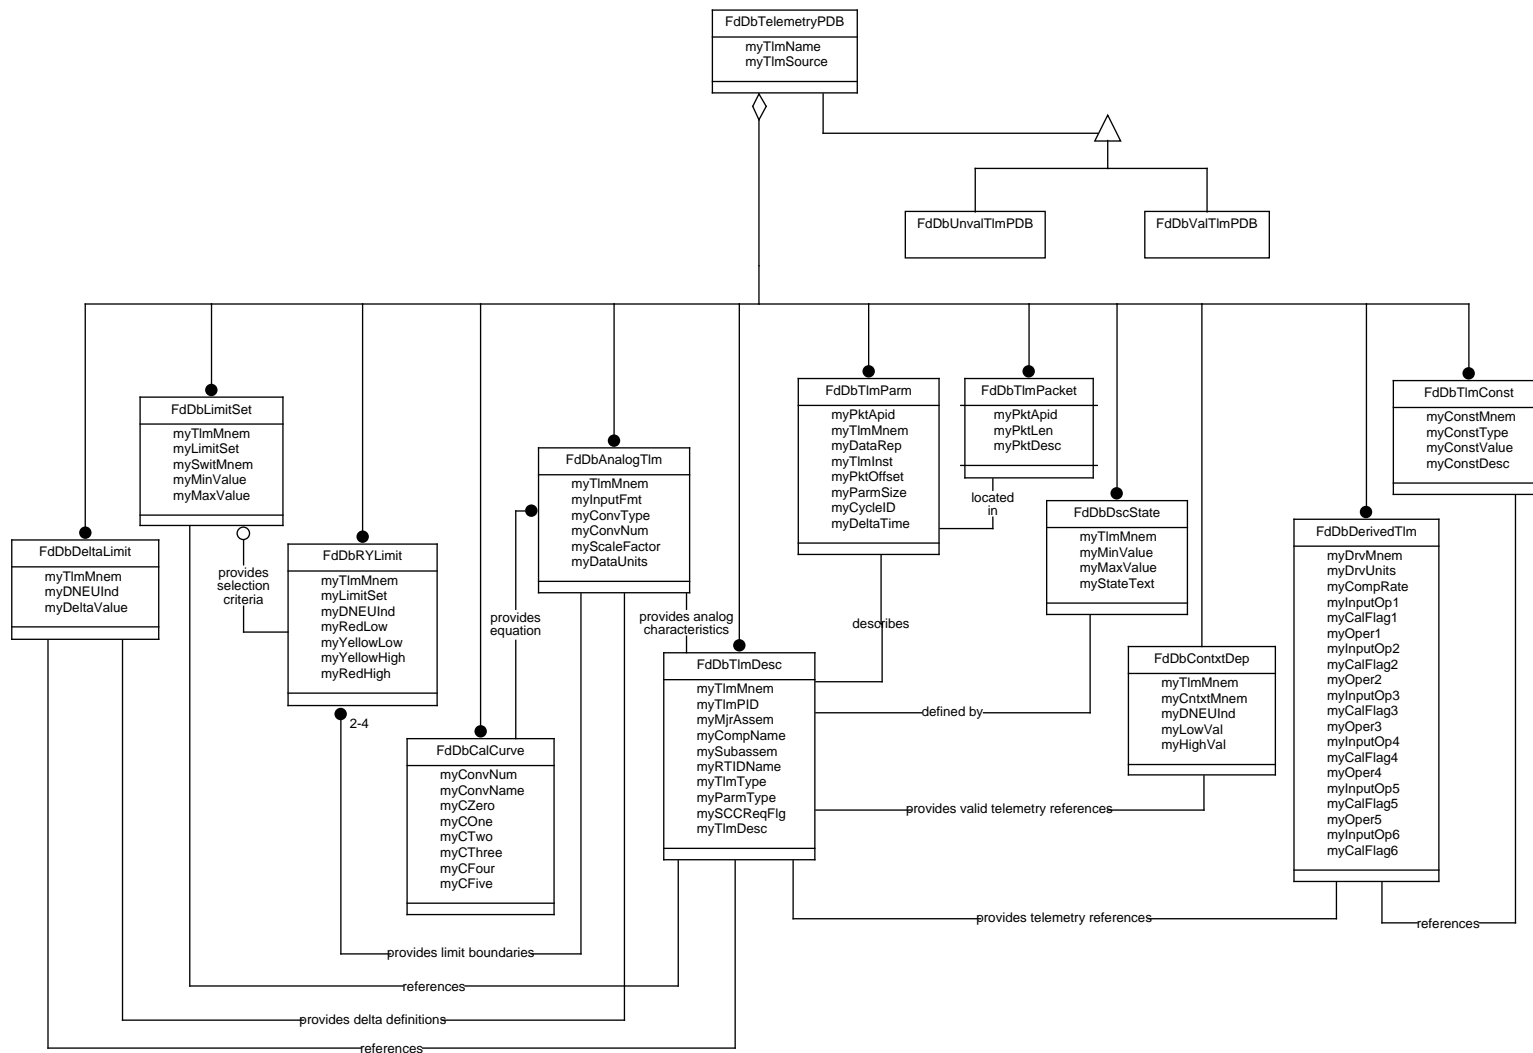 FdDbTelemetryPDB
myTlmName
myTlmSource
FdDbUnvalTlmPDB
FdDbValTlmPDB
FdDbLimitSet
myTlmMnem
myLimitSet
mySwitMnem
myMinValue
myMaxValue
FdDbDeltaLimit
myTlmMnem
myDNEUInd
myDeltaValue
provides
selection
criteria
FdDbRYLimit
myTlmMnem
myLimitSet
myDNEUInd
myRedLow
myYellowLow
myYellowHigh
myRedHigh
2-4
FdDbAnalogTlm
myTlmMnem
myInputFmt
myConvType
myConvNum
myScaleFactor
myDataUnits
provides
equation
provides analog
characteristics
FdDbCalCurve
myConvNum
myConvName
myCZero
myCOne
myCTwo
myCThree
myCFour
myCFive
FdDbTlmDesc
myTlmMnem
myTlmPID
myMjrAssem
myCompName
mySubassem
myRTIDName
myTlmType
myParmType
mySCCReqFlg
myTlmDesc
FdDbTlmParm
myPktApid
myTlmMnem
myDataRep
myTlmInst
myPktOffset
myParmSize
myCycleID
myDeltaTime
FdDbTlmPacket
myPktApid
myPktLen
myPktDesc
located
in
describes
FdDbDscState
myTlmMnem
myMinValue
myMaxValue
myStateText
defined by
FdDbContxtDep
myTlmMnem
myCntxtMnem
myDNEUInd
myLowVal
myHighVal
provides valid telemetry references
FdDbDerivedTlm
myDrvMnem
myDrvUnits
myCompRate
myInputOp1
myCalFlag1
myOper1
myInputOp2
myCalFlag2
myOper2
myInputOp3
myCalFlag3
myOper3
myInputOp4
myCalFlag4
myOper4
myInputOp5
myCalFlag5
myOper5
myInputOp6
myCalFlag6
FdDbTlmConst
myConstMnem
myConstType
myConstValue
myConstDesc
provides telemetry references
references
provides limit boundaries
references
provides delta definitions
references